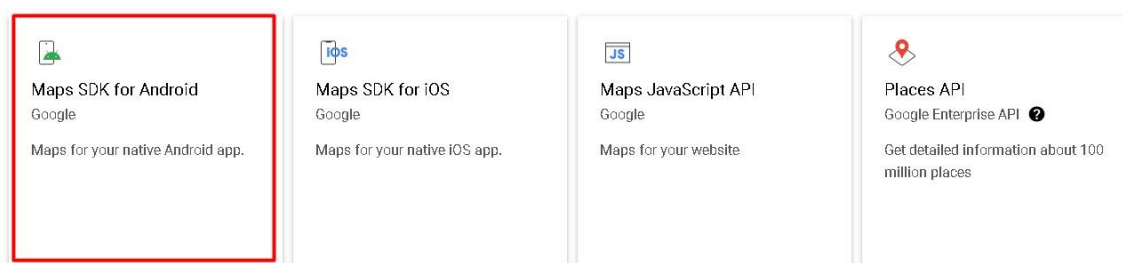 iOS
JS
Maps SDK for Android
Google
Maps for your native Android app.
Maps SDK for iOS
Google
Maps for your native iOS app.
Maps JavaScript API
Google
Maps for your website
Places API
Google Enterprise API ?
Get detailed information about 100
million places